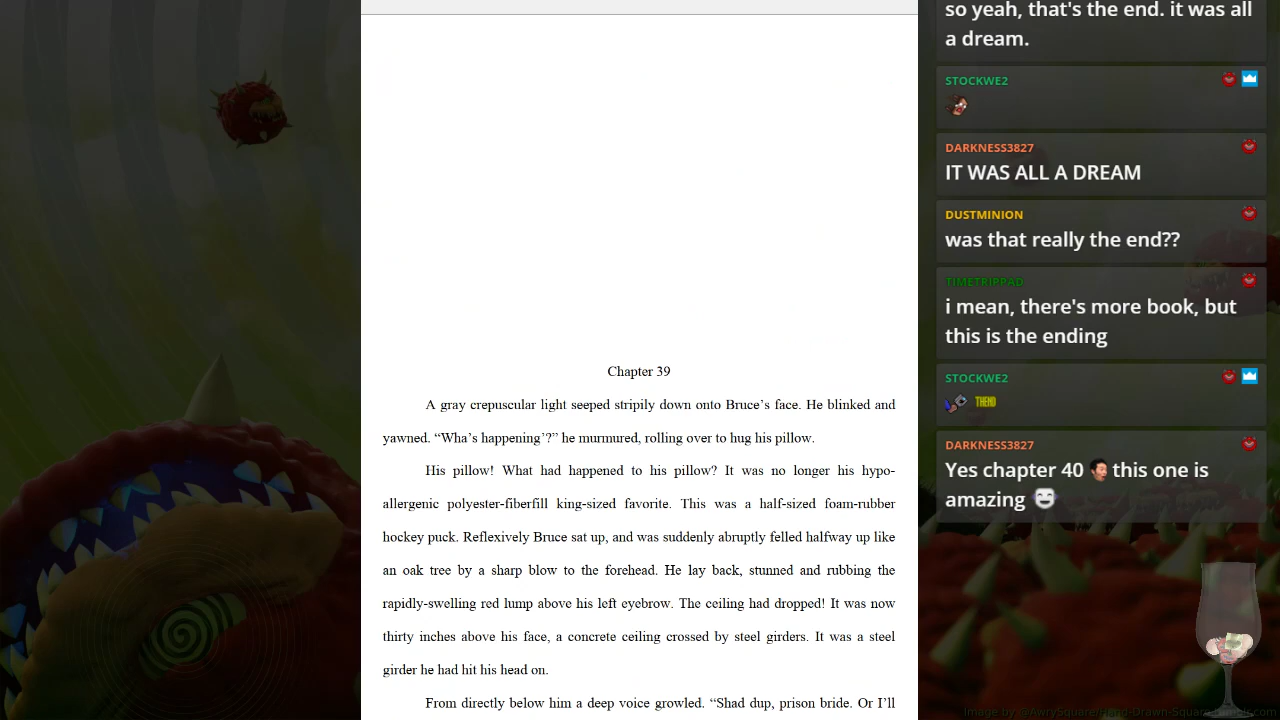 Chapter 39
A gray crepuscular light seeped stripily down onto Bruce’s face. He blinked and
yawned. “Wha’s happening’?” he murmured, rolling over to hug his pillow.
His pillow! What had happened to his pillow? It was no longer his hypo-
allergenic polyester-fiberfill king-sized favorite. This was a half-sized foam-rubber
hockey puck. Reflexively Bruce sat up, and was suddenly abruptly felled halfway up like
an oak tree by a sharp blow to the forehead. He lay back, stunned and rubbing the
rapidly-swelling red lump above his left eyebrow. The ceiling had dropped! It was now
thirty inches above his face, a concrete ceiling crossed by steel girders. It was a steel
girder he had hit his head on.
From directly below him a deep voice growled. “Shad dup, prison bride. Or I’ll
so yeah, that's the end. it was all
a dream.
STOCKWE2
DARKNESS3827
IT WAS ALL A DREAM
DUSTMINION
was that really the end??
TIMETRIPPAD
i mean, there's more book, but
this is the ending
STOCKWE2
THEND
DARKNESS3827
Yes chapter 40 this one is
amazing